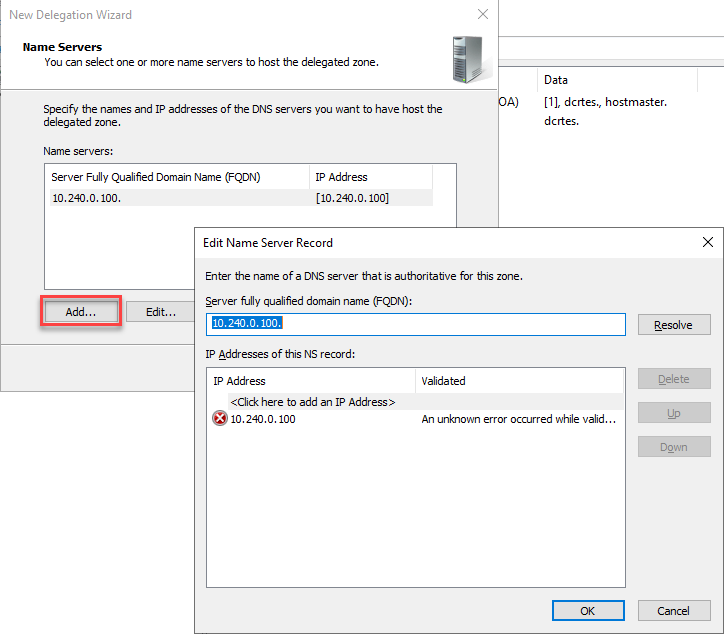 New Delegation Wizard
Name Servers
You can select one or more name servers to host the delegated zone.
Specify the names and IP addresses of the DNS servers you want to have host the
delegated zone.
Name servers:
Server Fully Qualified Domain Name (FQDN) IP Address
10.240.0.100. [10.240.0.100]
Add... Edit...
Data
OA) [1], dcrtes., hostmaster.
dcrtes.
Edit Name Server Record
Enter the name of a DNS server that is authoritative for this zone.
Server fully qualified domain name (FQDN):
10.240.0.100. Resolve
IP Addresses of this NS record:
IP Address Validated Delete
<Click here to add an IP Address>
10.240.0.100 An unknown error occurred while valid... Up
Down
OK Cancel